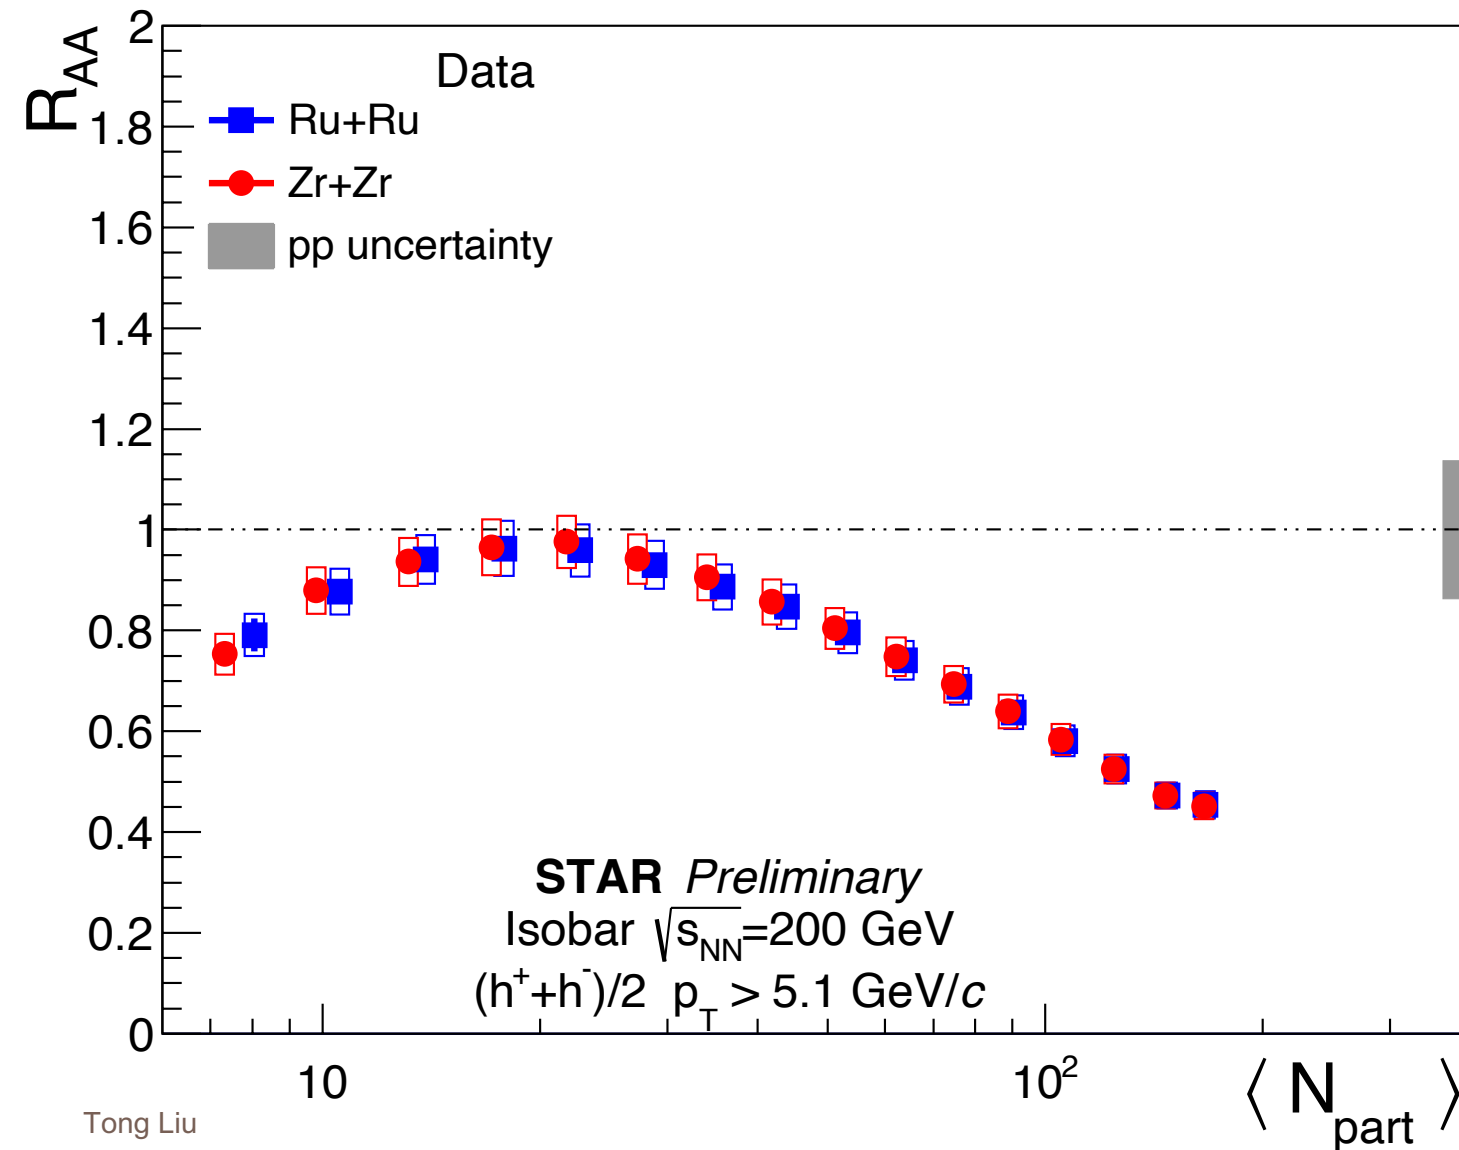 R_AA
2
1.8
1.6
1.4
1.2
1
0.8
0.6
0.4
0.2
0
Data
Ru+Ru
Zr+Zr
pp uncertainty
STAR Preliminary
Isobar √s_NN=200 GeV
(h⁺+h⁻)/2 p_T > 5.1 GeV/c
10
10²
⟨ N_part ⟩
Tong Liu